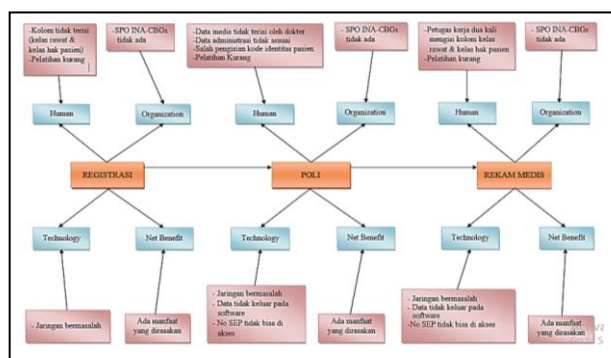 -Kolom tidak terisi
(kelas rawat &
kelas hak pasien)
-Pelatihan kurang
-SPO INA-CBGs
tidak ada
-Data medis tidak terisi oleh dokter
-Data administrasi tidak sesuai
-Salah pengisian kode identitas pasien
-Pelatihan Kurang
-SPO INA-CBGs
tidak ada
-Petugas kerja dua kali
mengisi kolom kelas
rawat & kelas hak pasien
-Pelatihan kurang
-SPO INA-CBGs
tidak ada
Human
Organization
Human
Organization
Human
Organization
REGISTRASI
POLI
REKAM MEDIS
Technology
Net Benefit
Technology
Net Benefit
Technology
Net Benefit
- Jaringan bermasalah
Ada manfaat
yang dirasakan
- Jaringan bermasalah
- Data tidak keluar pada
software
- No SEP tidak bisa di
akses
Ada manfaat
yang dirasakan
- Jaringan bermasalah
- Data tidak keluar pada
software
- No SEP tidak bisa di akses
Ada manfaat
yang dirasakan